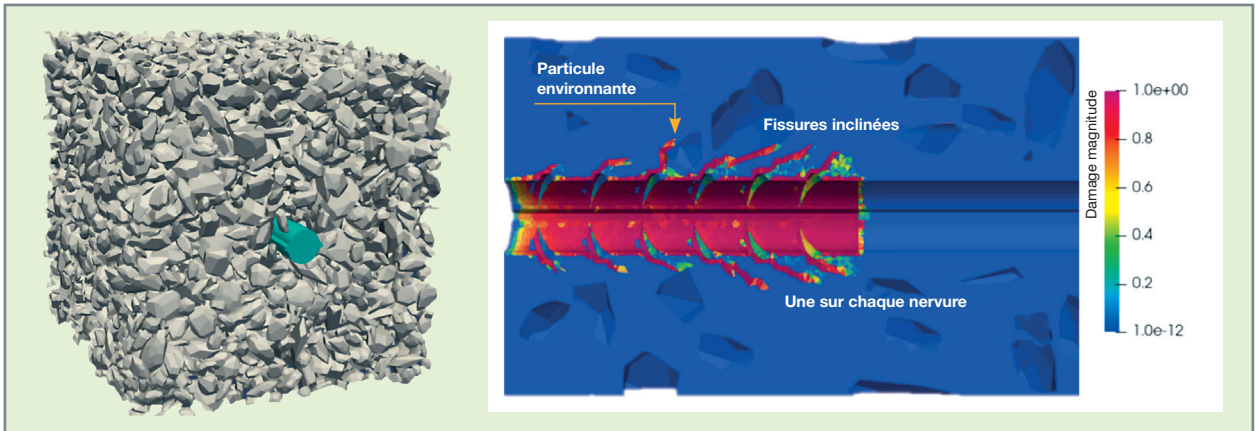 Particule
environnante
Fissures inclinées
Une sur chaque nervure
Damage magnitude
1.0e+00
0.8
0.6
0.4
0.2
1.0e-12